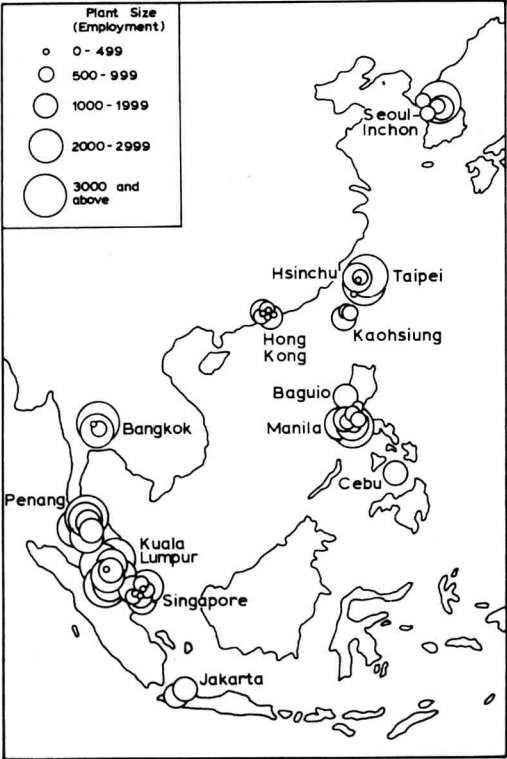 Plant Size
(Employment)
0 - 499
500 - 999
1000 - 1999
2000 - 2999
3000 and
above
Seoul-
Inchon
Hsinchu
Taipei
Hong
Kong
Kaohsiung
Baguio
Bangkok
Manila
Cebu
Penang
Kuala
Lumpur
Singapore
Jakarta